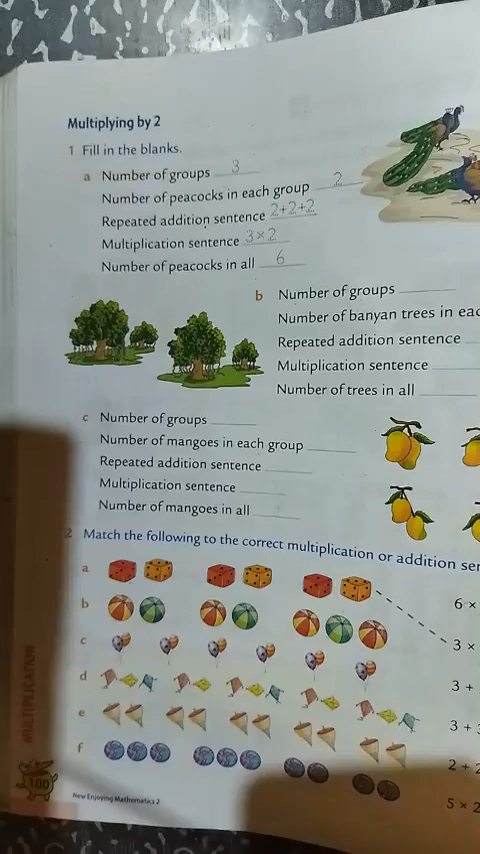 Multiplying by 2
1 Fill in the blanks.
a Number of groups 3
Number of peacocks in each group 2
Repeated addition sentence 2+2+2
Multiplication sentence 3×2
Number of peacocks in all 6
b Number of groups
Number of banyan trees in eac
Repeated addition sentence
Multiplication sentence
Number of trees in all
c Number of groups
Number of mangoes in each group
Repeated addition sentence
Multiplication sentence
Number of mangoes in all
2 Match the following to the correct multiplication or addition sen
a
b 6 ×
c 3 ×
d 3 +
e 3 +
f 2 + 2
5 × 2
MULTIPLICATION
100
New Enjoying Mathematics 2